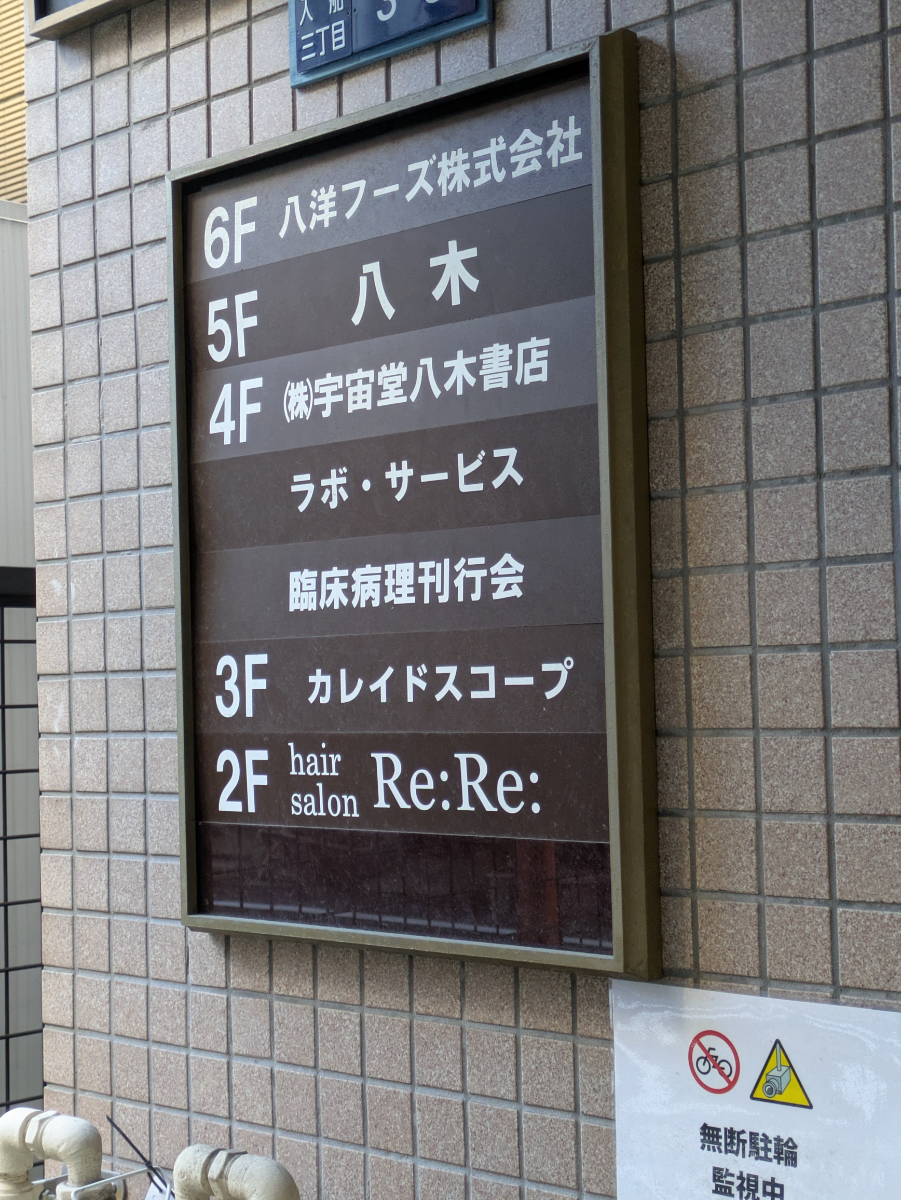 入船
三丁目
6F 八洋フーズ株式会社
5F 八木
4F ㈱宇宙堂八木書店
ラボ・サービス
臨床病理刊行会
3F カレイドスコープ
2F hair salon Re:Re:
無断駐輪
監視中